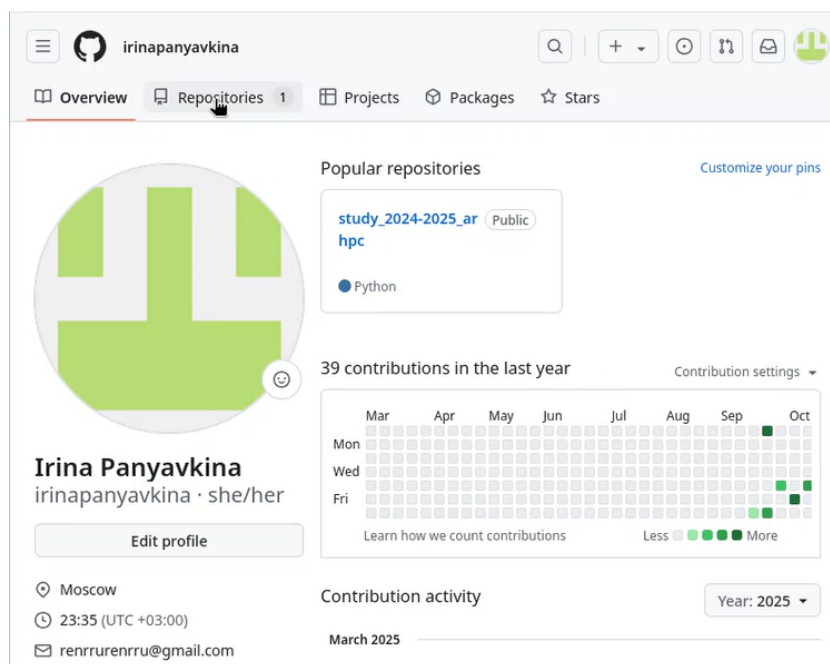 irinapanyavkina
Overview Repositories 1 Projects Packages Stars
Popular repositories Customize your pins
study_2024-2025_ar
hpc
Public
Python
39 contributions in the last year Contribution settings
Mar Apr May Jun Jul Aug Sep Oct
Mon
Wed
Fri
Learn how we count contributions Less More
Irina Panyavkina
irinapanyavkina · she/her
Edit profile
Moscow
23:35 (UTC +03:00)
renrrurenrru@gmail.com
Contribution activity Year: 2025
March 2025